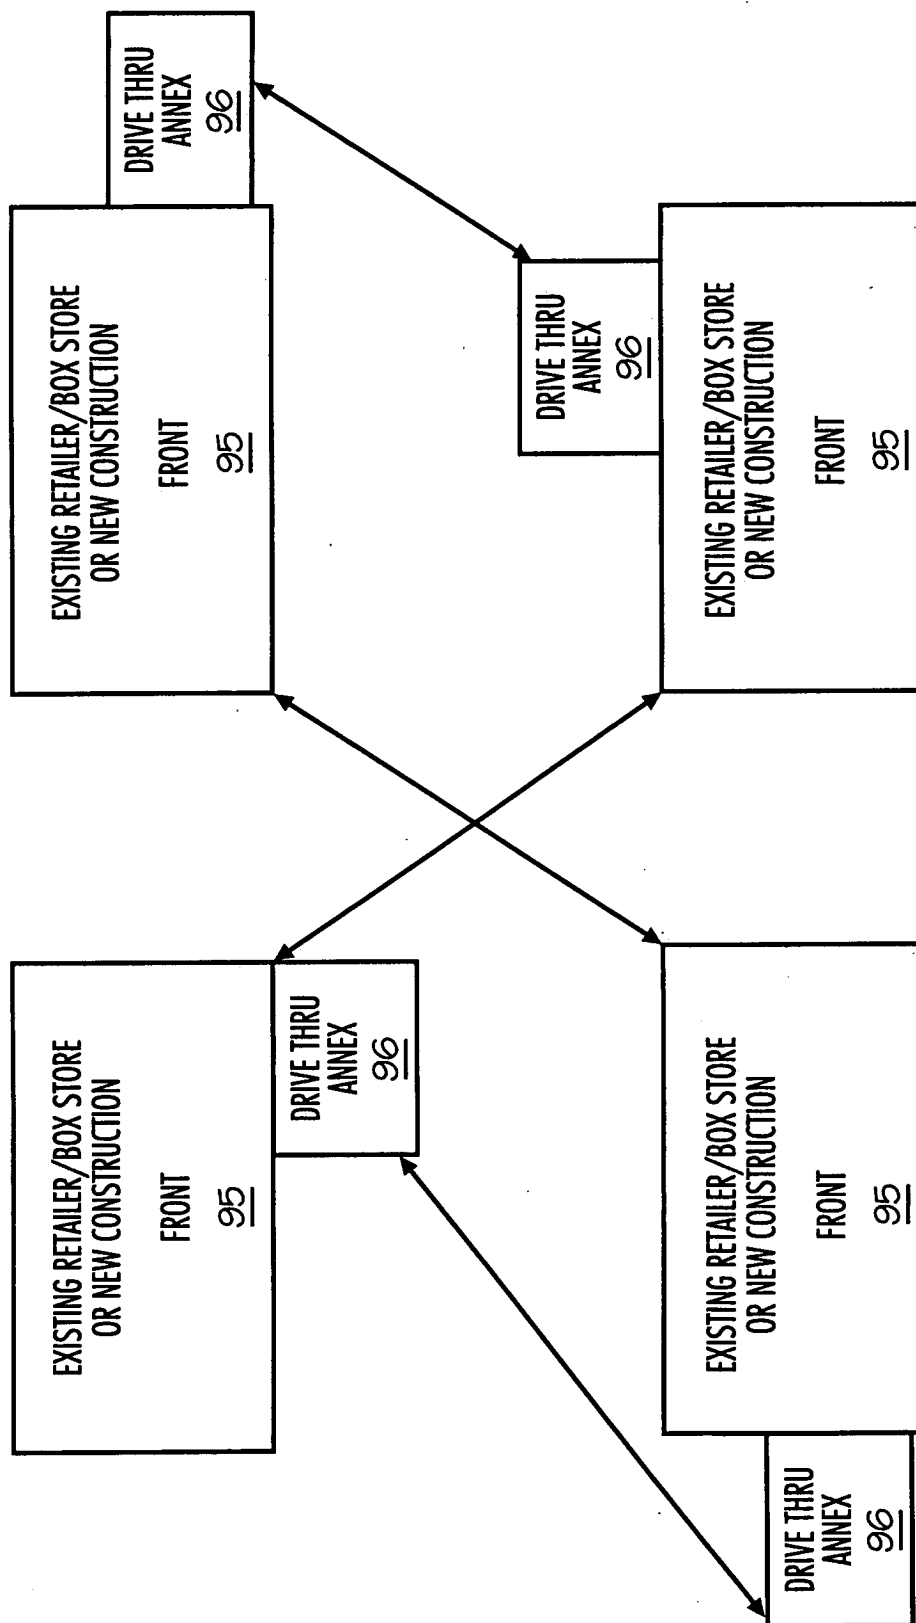 EXISTING RETAILER/BOX STORE
OR NEW CONSTRUCTION
FRONT
95
DRIVE THRU
ANNEX
96
EXISTING RETAILER/BOX STORE
OR NEW CONSTRUCTION
FRONT
95
DRIVE THRU
ANNEX
96
DRIVE THRU
ANNEX
96
EXISTING RETAILER/BOX STORE
OR NEW CONSTRUCTION
FRONT
95
DRIVE THRU
ANNEX
96
EXISTING RETAILER/BOX STORE
OR NEW CONSTRUCTION
FRONT
95